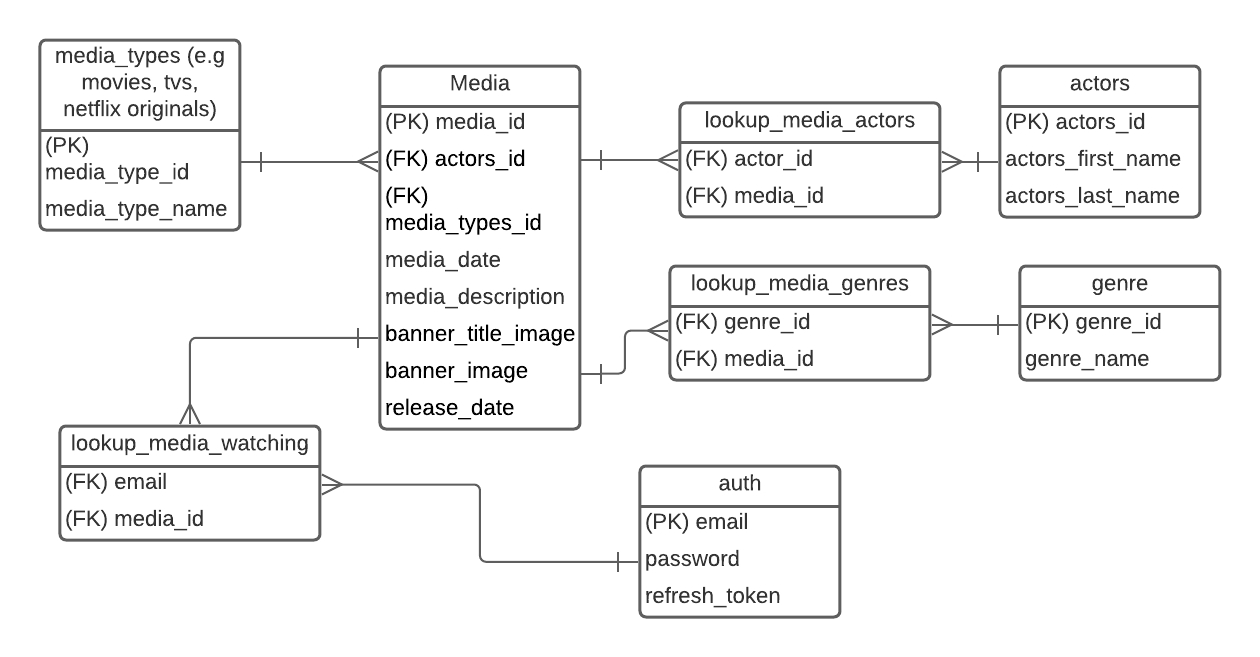 media_types (e.g
movies, tvs,
netflix originals)
(PK)
media_type_id
media_type_name
Media
(PK) media_id
(FK) actors_id
(FK)
media_types_id
media_date
media_description
banner_title_image
banner_image
release_date
lookup_media_actors
(FK) actor_id
(FK) media_id
actors
(PK) actors_id
actors_first_name
actors_last_name
lookup_media_genres
(FK) genre_id
(FK) media_id
genre
(PK) genre_id
genre_name
lookup_media_watching
(FK) email
(FK) media_id
auth
(PK) email
password
refresh_token